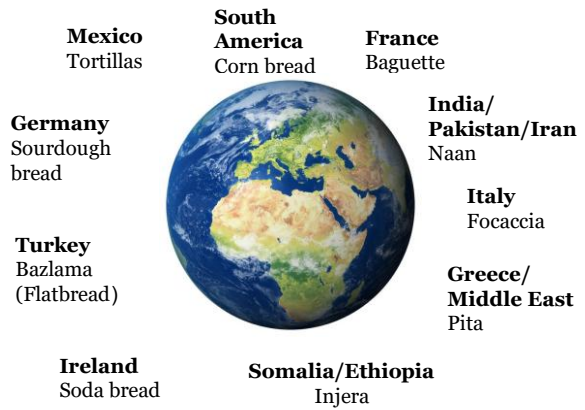 Mexico
Tortillas
South
America
Corn bread
France
Baguette
Germany
Sourdough
bread
India/
Pakistan/Iran
Naan
Italy
Focaccia
Turkey
Bazlama
(Flatbread)
Greece/
Middle East
Pita
Ireland
Soda bread
Somalia/Ethiopia
Injera